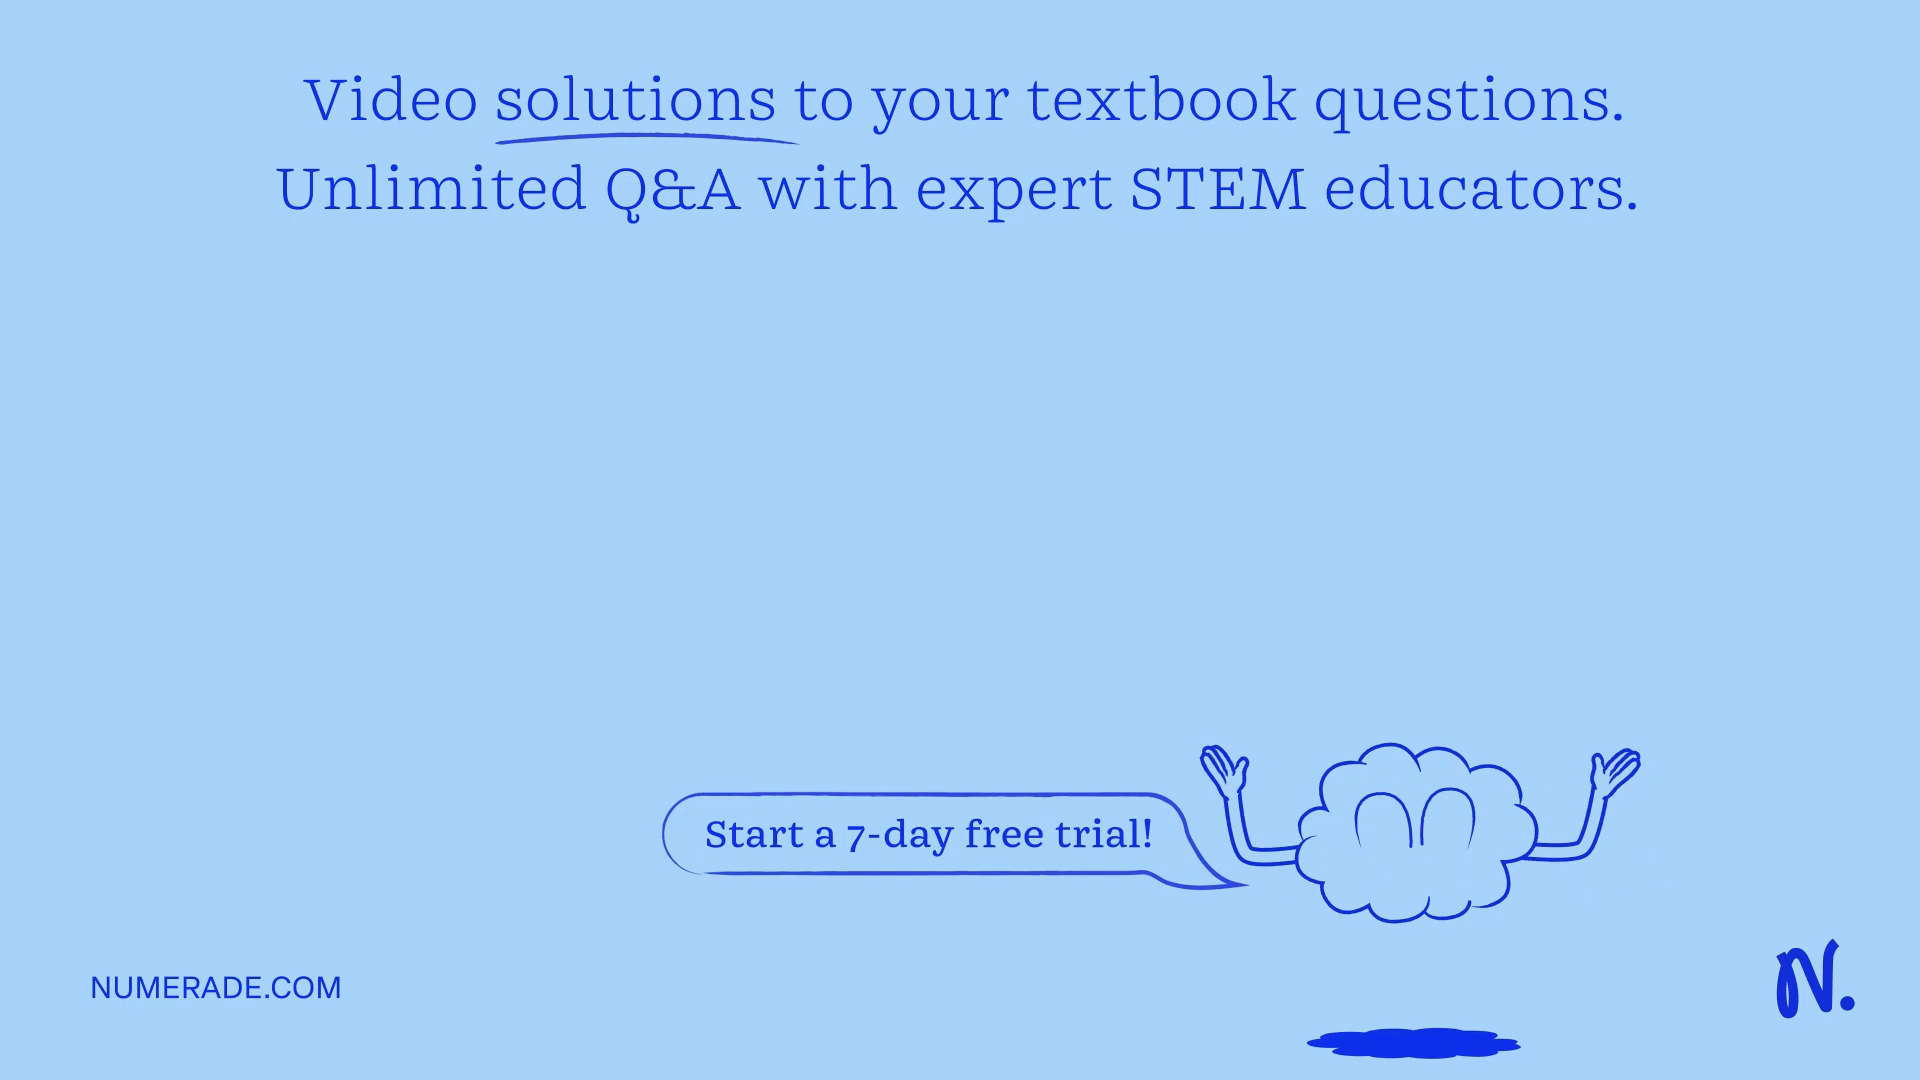 Video solutions to your textbook questions.
Unlimited Q&A with expert STEM educators.
Start a 7-day free trial!
NUMERADE.COM
N.